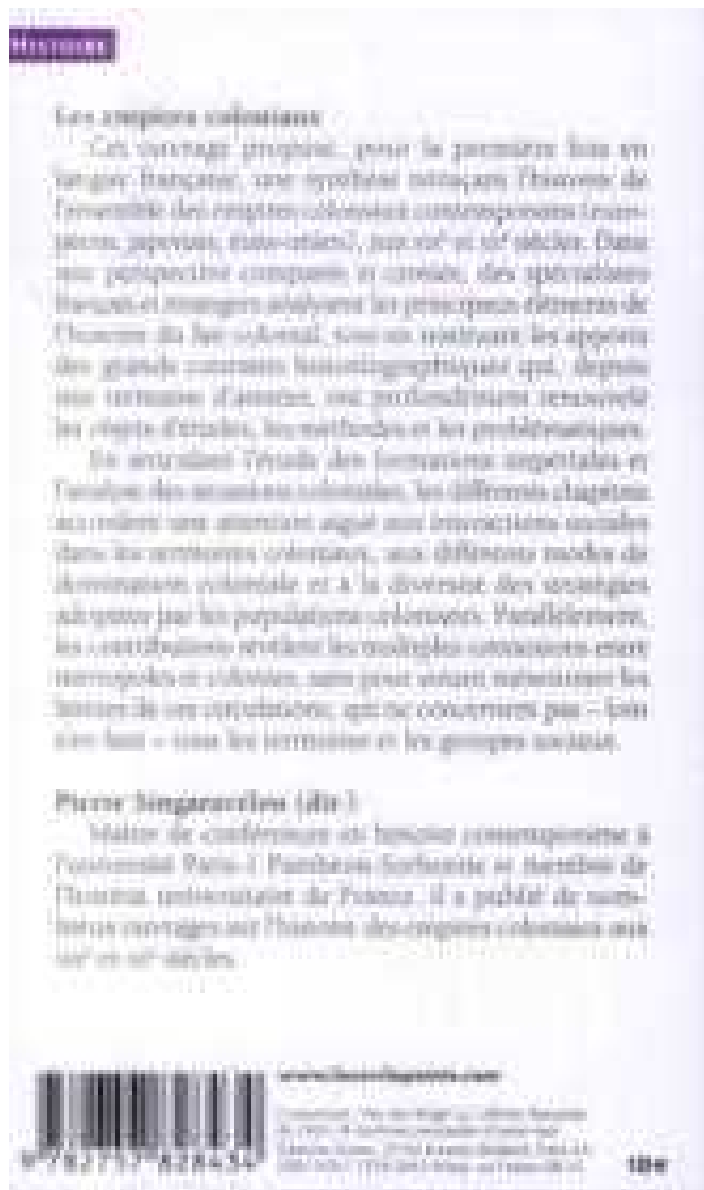 HISTOIRE
Les empires coloniaux
Cet ouvrage propose, pour la première fois en
langue française, une synthèse retraçant l'histoire de
l'ensemble des empires coloniaux contemporains (euro-
péens, japonais, états-unien), aux XIXe et XXe siècles. Dans
une perspective comparée et croisée, des spécialistes
français et étrangers analysent les principaux éléments de
l'histoire du fait colonial, tout en restituant les apports
des grands courants historiographiques qui, depuis
une trentaine d'années, ont profondément renouvelé
les objets d'études, les méthodes et les problématiques.
En articulant l'étude des formations impériales et
l'analyse des situations coloniales, les différents chapitres
accordent une attention aiguë aux interactions sociales
dans les territoires coloniaux, aux différents modes de
domination coloniale et à la diversité des stratégies
adoptées par les populations colonisées. Parallèlement,
les contributions révèlent les multiples connexions entre
métropoles et colonies, sans pour autant surestimer les
limites de ces circulations, qui ne concernent pas – loin
s'en faut – tous les territoires et les groupes sociaux.
Pierre Singaravélou (dir.)
Maître de conférences en histoire contemporaine à
l'université Paris-I Panthéon-Sorbonne et membre de
l'Institut universitaire de France, il a publié de nom-
breux ouvrages sur l'histoire des empires coloniaux aux
XIXe et XXe siècles.
www.lecerclepoints.com
9 782757 828434